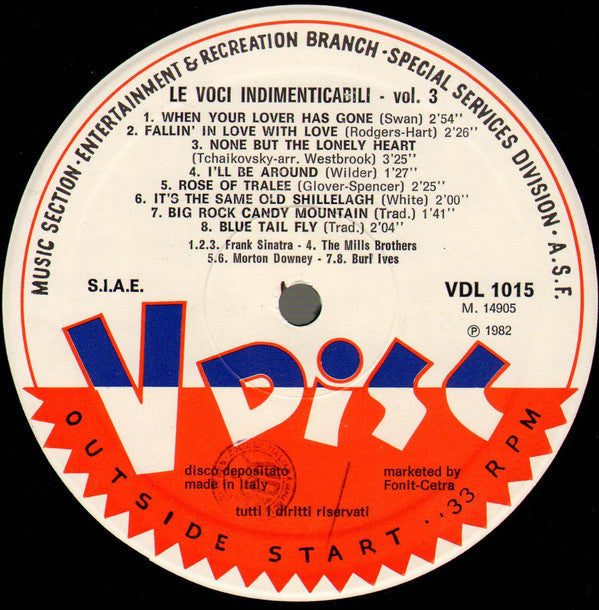 MUSIC SECTION - ENTERTAINMENT & RECREATION BRANCH - SPECIAL SERVICES DIVISION - A.S.F.
LE VOCI INDIMENTICABILI - vol. 3
1. WHEN YOUR LOVER HAS GONE (Swan) 2'54''
2. FALLIN' IN LOVE WITH LOVE (Rodgers-Hart) 2'26''
3. NONE BUT THE LONELY HEART
(Tchaikovsky-arr. Westbrook) 3'25''
4. I'LL BE AROUND (Wilder) 1'27''
5. ROSE OF TRALEE (Glover-Spencer) 2'25''
6. IT'S THE SAME OLD SHILLELAGH (White) 2'00''
7. BIG ROCK CANDY MOUNTAIN (Trad.) 1'41''
8. BLUE TAIL FLY (Trad.) 2'04''
1.2.3. Frank Sinatra - 4. The Mills Brothers
5.6. Morton Downey - 7.8. Burl Ives
S.I.A.E.
VDL 1015
M. 14905
℗ 1982
V DiSC
disco depositato
made in Italy
marketed by
Fonit-Cetra
tutti i diritti riservati
OUTSIDE START . . 33 RPM